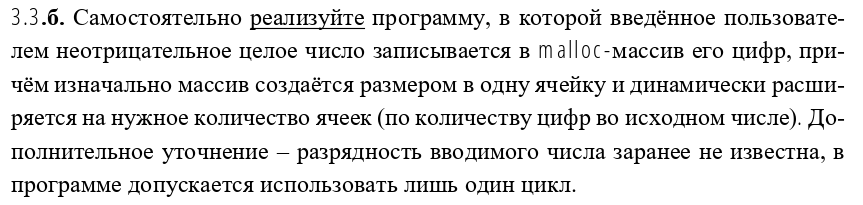 3.3.б. Самостоятельно реализуйте программу, в которой введённое пользовате-
лем неотрицательное целое число записывается в malloc-массив его цифр, при-
чём изначально массив создаётся размером в одну ячейку и динамически расши-
ряется на нужное количество ячеек (по количеству цифр во исходном числе). До-
полнительное уточнение – разрядность вводимого числа заранее не известна, в
программе допускается использовать лишь один цикл.